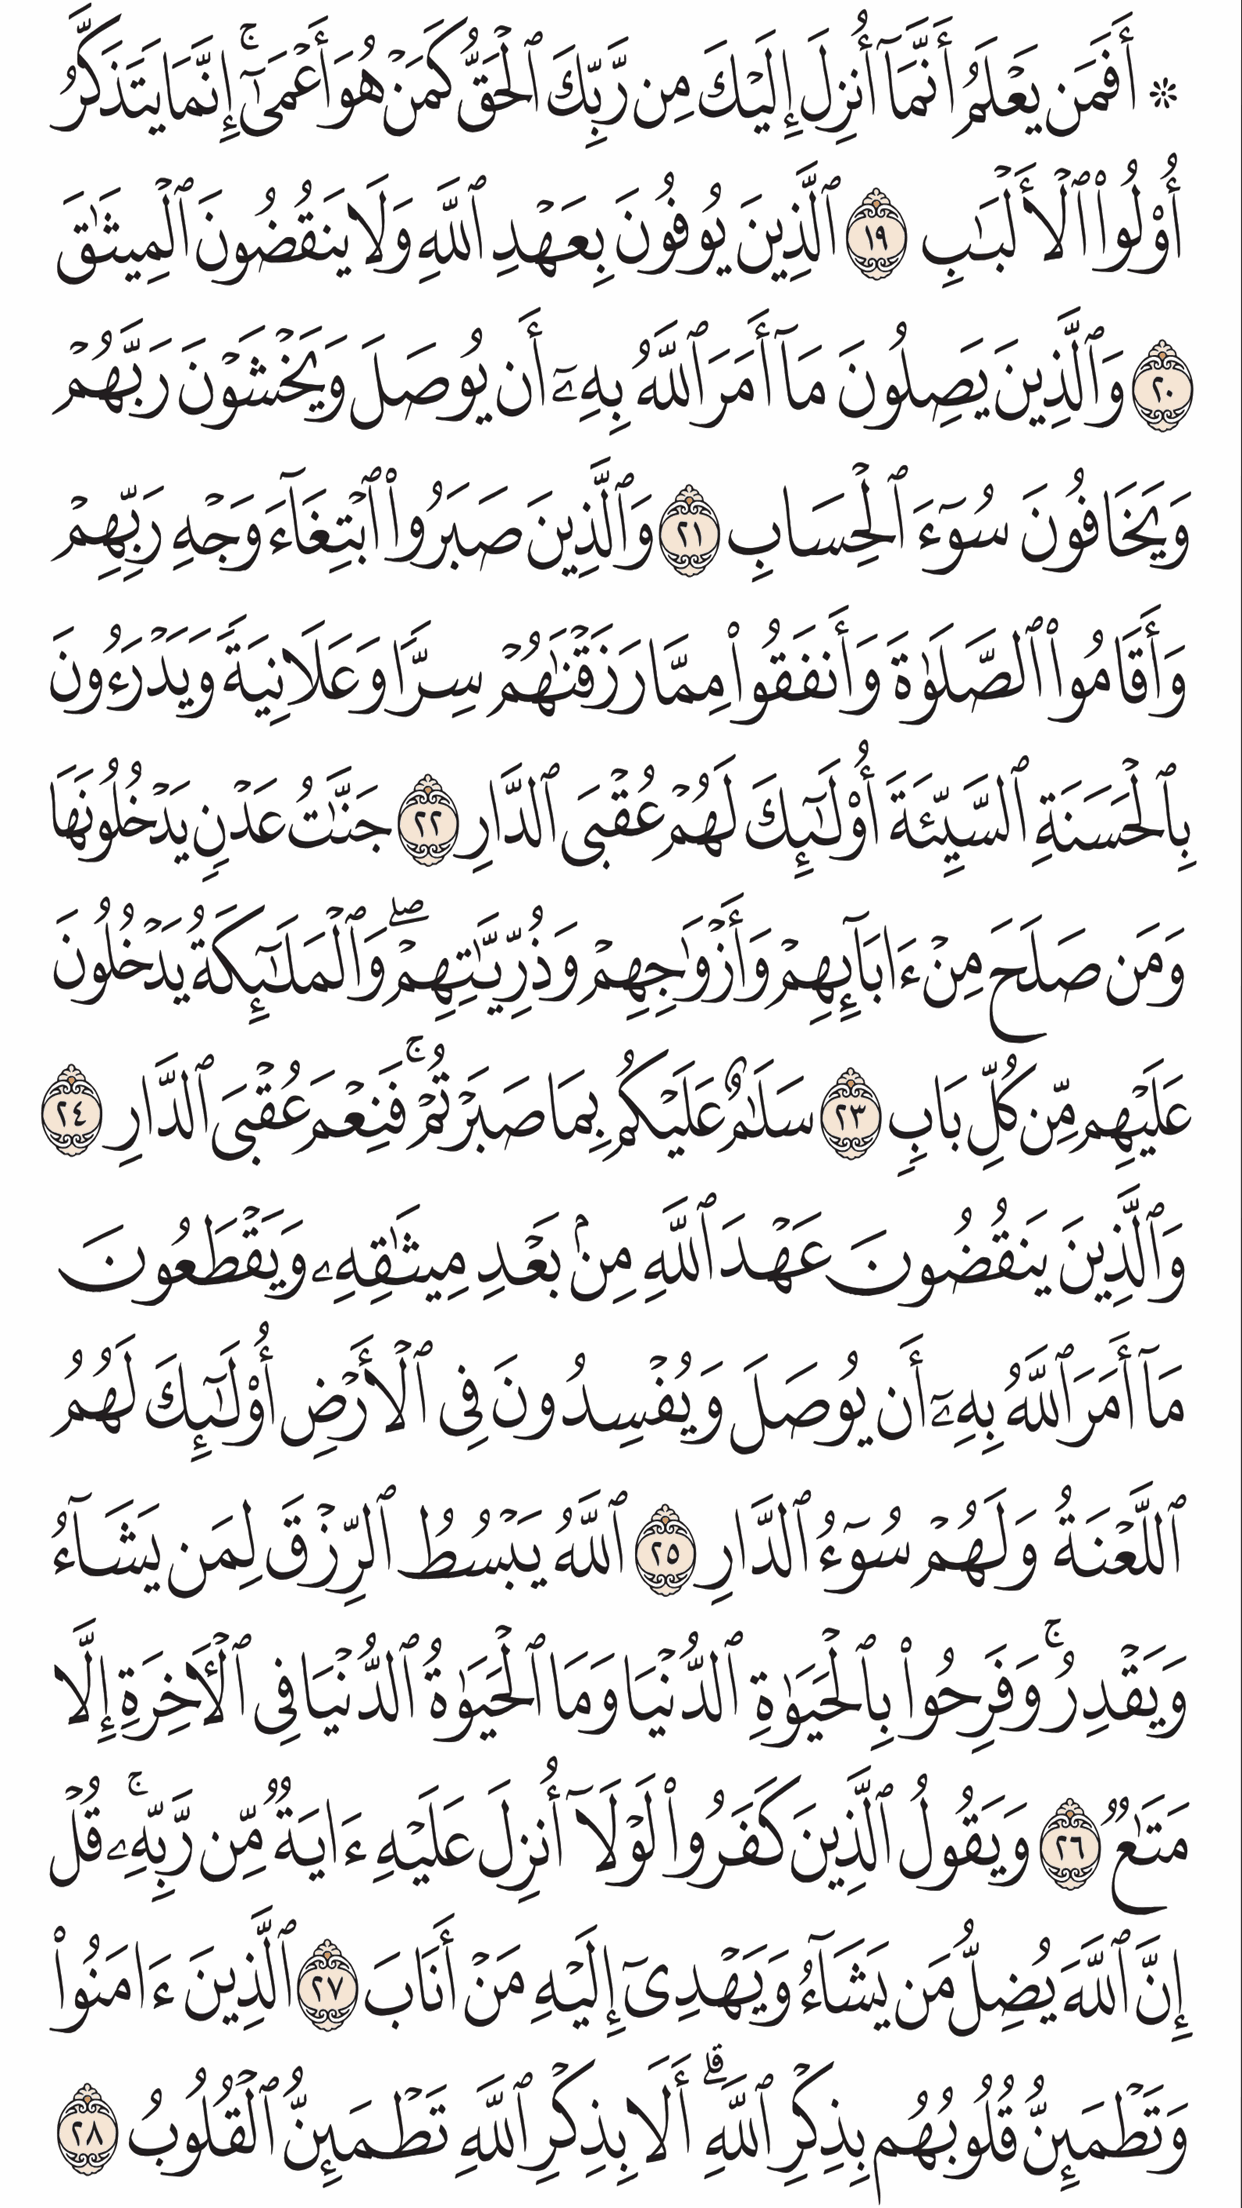 ۞ أَفَمَن يَعۡلَمُ أَنَّمَآ أُنزِلَ إِلَيۡكَ مِن رَّبِّكَ ٱلۡحَقُّ كَمَنۡ هُوَ أَعۡمَىٰٓۚ إِنَّمَا يَتَذَكَّرُ
أُوْلُواْ ٱلۡأَلۡبَٰبِ ١٩ ٱلَّذِينَ يُوفُونَ بِعَهۡدِ ٱللَّهِ وَلَا يَنقُضُونَ ٱلۡمِيثَٰقَ
٢٠ وَٱلَّذِينَ يَصِلُونَ مَآ أَمَرَ ٱللَّهُ بِهِۦٓ أَن يُوصَلَ وَيَخۡشَوۡنَ رَبَّهُمۡ
وَيَخَافُونَ سُوٓءَ ٱلۡحِسَابِ ٢١ وَٱلَّذِينَ صَبَرُواْ ٱبۡتِغَآءَ وَجۡهِ رَبِّهِمۡ
وَأَقَامُواْ ٱلصَّلَوٰةَ وَأَنفَقُواْ مِمَّا رَزَقۡنَٰهُمۡ سِرّٗا وَعَلَانِيَةٗ وَيَدۡرَءُونَ
بِٱلۡحَسَنَةِ ٱلسَّيِّئَةَ أُوْلَٰٓئِكَ لَهُمۡ عُقۡبَى ٱلدَّارِ ٢٢ جَنَّٰتُ عَدۡنٖ يَدۡخُلُونَهَا
وَمَن صَلَحَ مِنۡ ءَابَآئِهِمۡ وَأَزۡوَٰجِهِمۡ وَذُرِّيَّٰتِهِمۡۖ وَٱلۡمَلَٰٓئِكَةُ يَدۡخُلُونَ
عَلَيۡهِم مِّن كُلِّ بَابٖ ٢٣ سَلَٰمٌ عَلَيۡكُم بِمَا صَبَرۡتُمۡۚ فَنِعۡمَ عُقۡبَى ٱلدَّارِ ٢٤
وَٱلَّذِينَ يَنقُضُونَ عَهۡدَ ٱللَّهِ مِنۢ بَعۡدِ مِيثَٰقِهِۦ وَيَقۡطَعُونَ
مَآ أَمَرَ ٱللَّهُ بِهِۦٓ أَن يُوصَلَ وَيُفۡسِدُونَ فِي ٱلۡأَرۡضِ أُوْلَٰٓئِكَ لَهُمُ
ٱللَّعۡنَةُ وَلَهُمۡ سُوٓءُ ٱلدَّارِ ٢٥ ٱللَّهُ يَبۡسُطُ ٱلرِّزۡقَ لِمَن يَشَآءُ
وَيَقۡدِرُۚ وَفَرِحُواْ بِٱلۡحَيَوٰةِ ٱلدُّنۡيَا وَمَا ٱلۡحَيَوٰةُ ٱلدُّنۡيَا فِي ٱلۡأٓخِرَةِ إِلَّا
مَتَٰعٞ ٢٦ وَيَقُولُ ٱلَّذِينَ كَفَرُواْ لَوۡلَآ أُنزِلَ عَلَيۡهِ ءَايَةٞ مِّن رَّبِّهِۦۚ قُلۡ
إِنَّ ٱللَّهَ يُضِلُّ مَن يَشَآءُ وَيَهۡدِيٓ إِلَيۡهِ مَنۡ أَنَابَ ٢٧ ٱلَّذِينَ ءَامَنُواْ
وَتَطۡمَئِنُّ قُلُوبُهُم بِذِكۡرِ ٱللَّهِۗ أَلَا بِذِكۡرِ ٱللَّهِ تَطۡمَئِنُّ ٱلۡقُلُوبُ ٢٨